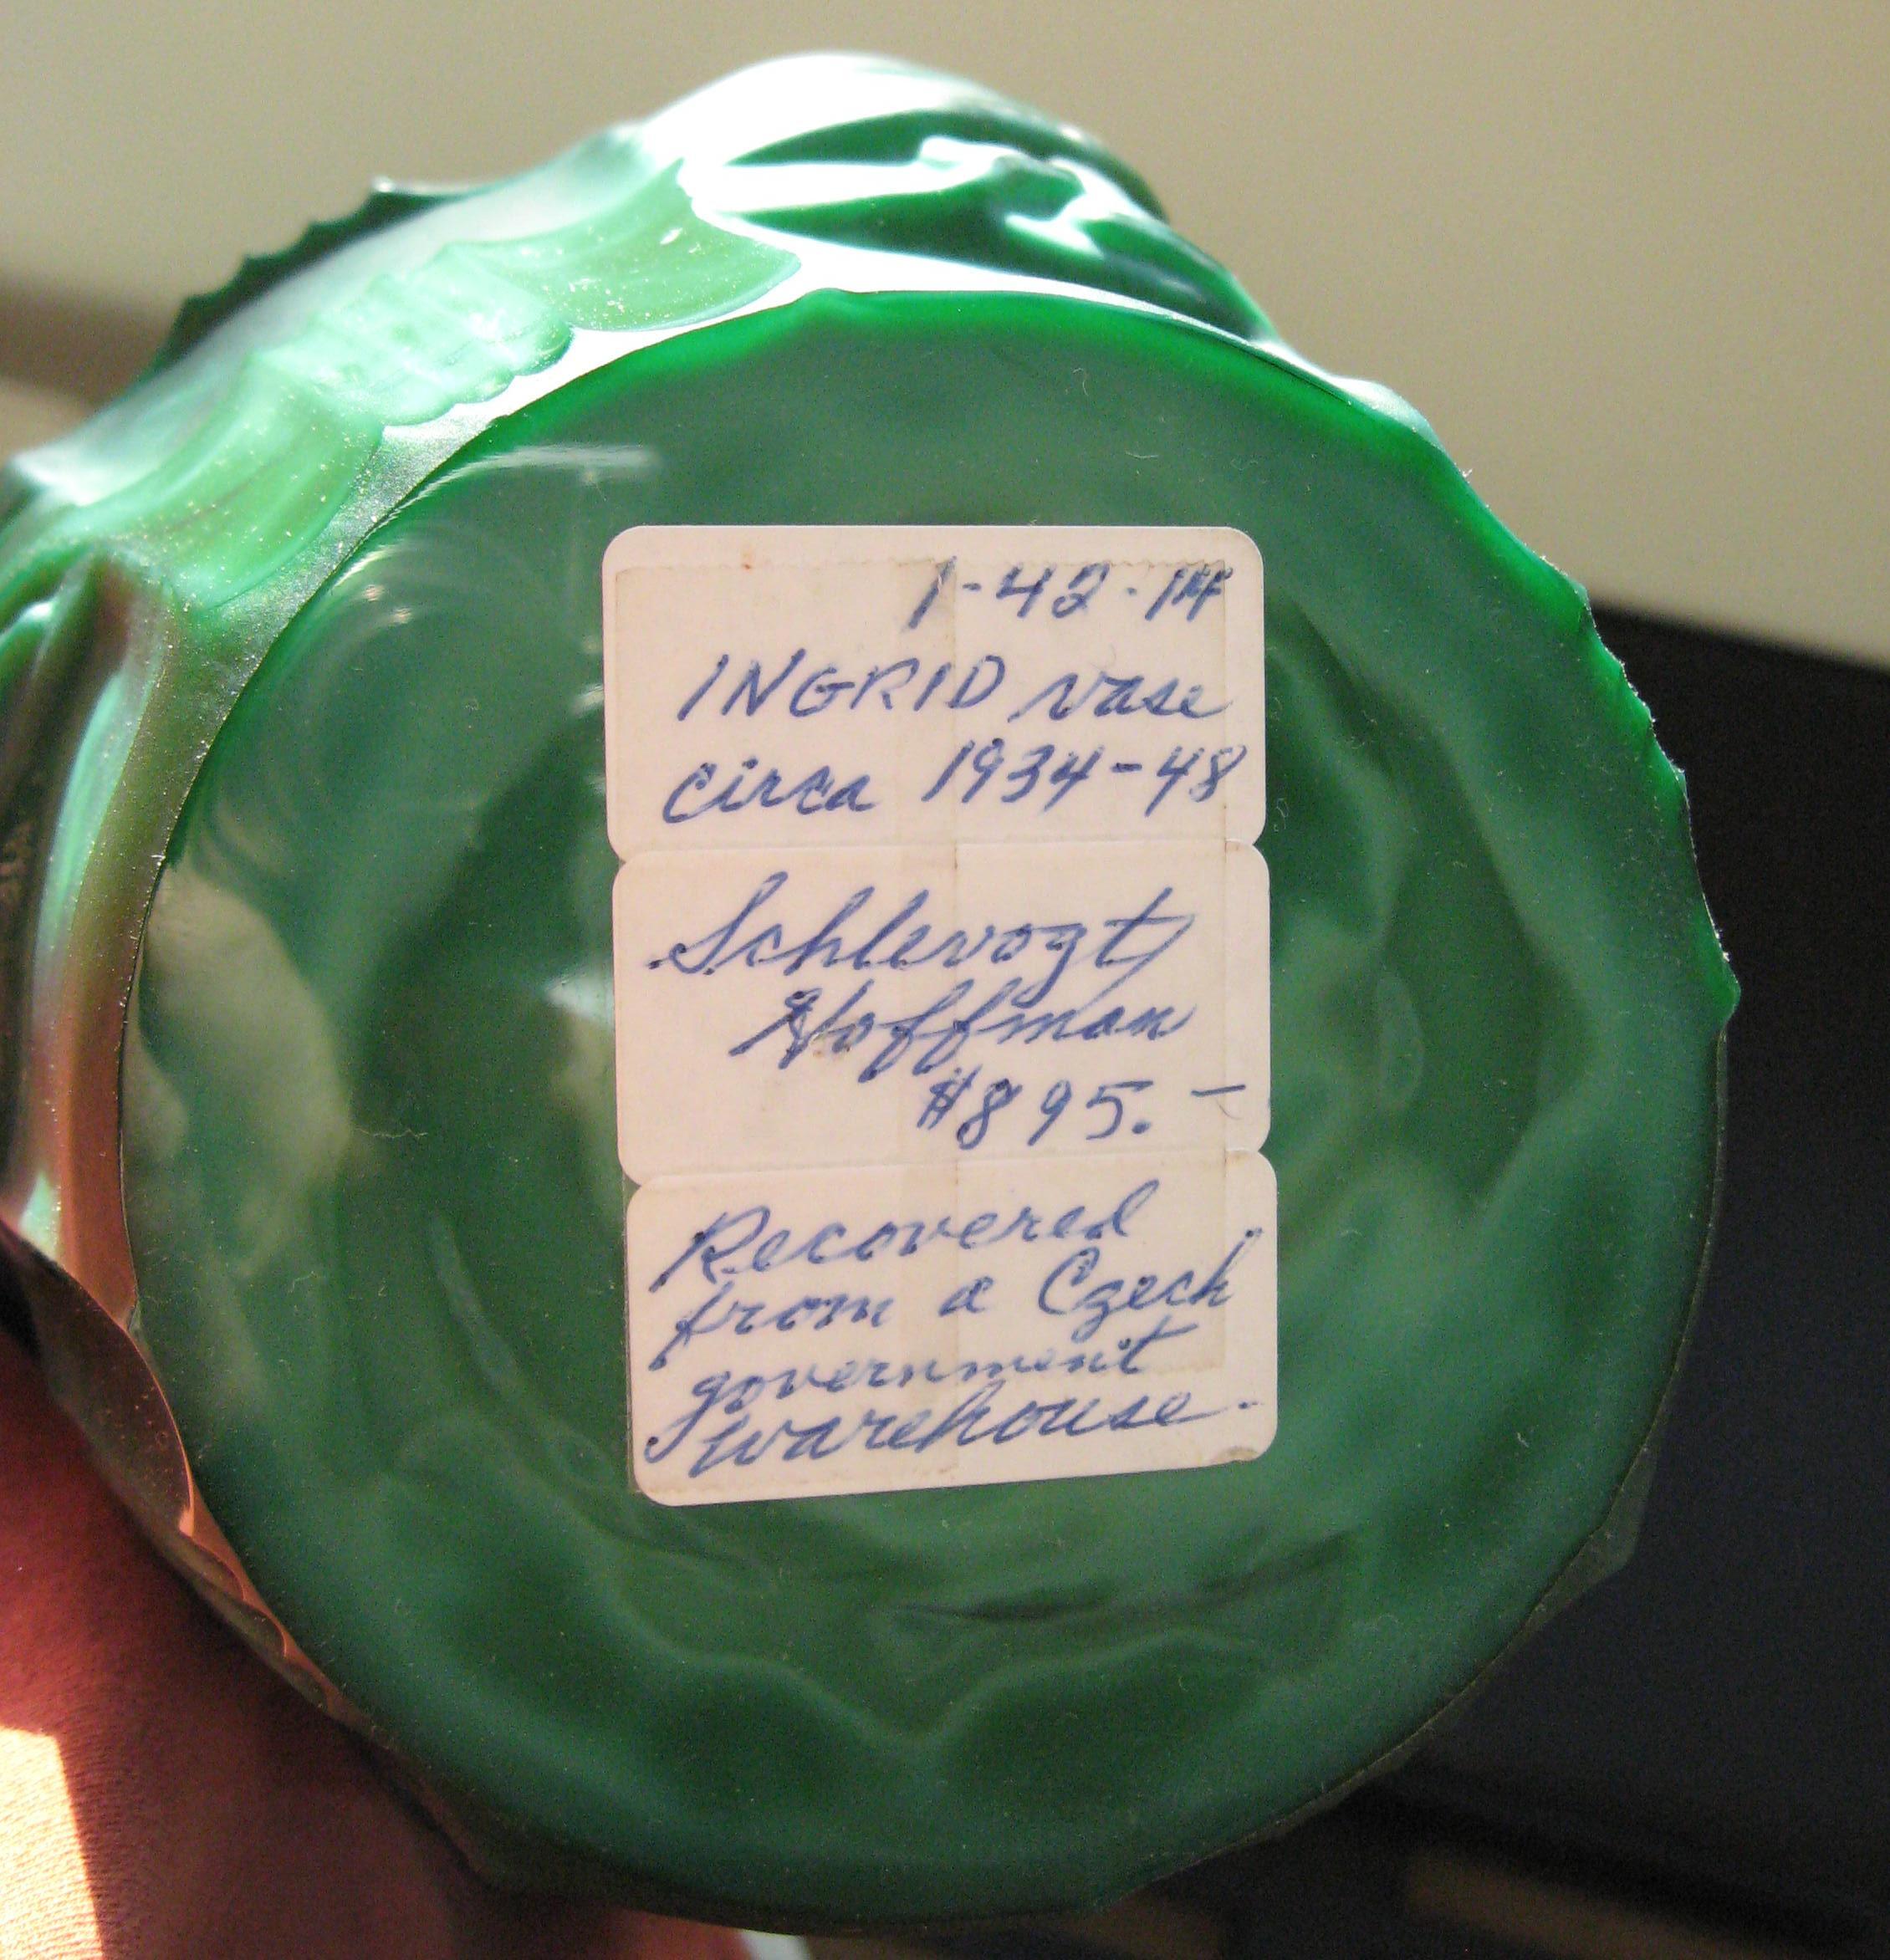 1-42-14
INGRID vase
circa 1934-48
Schlevogt
Hoffman
$895.-
Recovered
from a Czech
government
warehouse.